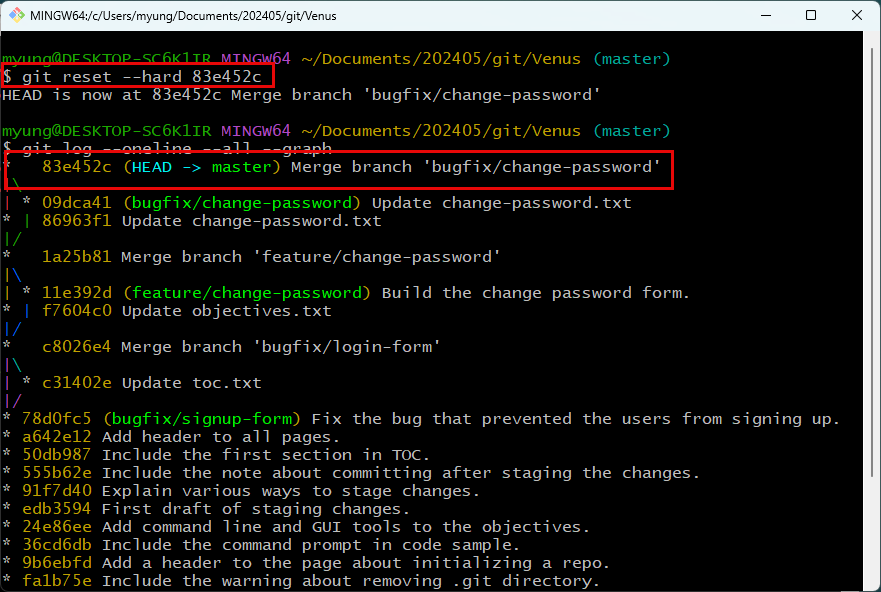 MINGW64:/c/Users/myung/Documents/202405/git/Venus
myung@DESKTOP-SC6K1IR MINGW64 ~/Documents/202405/git/Venus (master)
$ git reset --hard 83e452c
HEAD is now at 83e452c Merge branch 'bugfix/change-password'
myung@DESKTOP-SC6K1IR MINGW64 ~/Documents/202405/git/Venus (master)
$ git log --oneline --all --graph
*   83e452c (HEAD -> master) Merge branch 'bugfix/change-password'
|\
| * 09dca41 (bugfix/change-password) Update change-password.txt
* | 86963f1 Update change-password.txt
|/
*   1a25b81 Merge branch 'feature/change-password'
|\
| * 11e392d (feature/change-password) Build the change password form.
* | f7604c0 Update objectives.txt
|/
*   c8026e4 Merge branch 'bugfix/login-form'
|\
| * c31402e Update toc.txt
|/
* 78d0fc5 (bugfix/signup-form) Fix the bug that prevented the users from signing up.
* a642e12 Add header to all pages.
* 50db987 Include the first section in TOC.
* 555b62e Include the note about committing after staging the changes.
* 91f7d40 Explain various ways to stage changes.
* edb3594 First draft of staging changes.
* 24e86ee Add command line and GUI tools to the objectives.
* 36cd6db Include the command prompt in code sample.
* 9b6ebfd Add a header to the page about initializing a repo.
* fa1b75e Include the warning about removing .git directory.